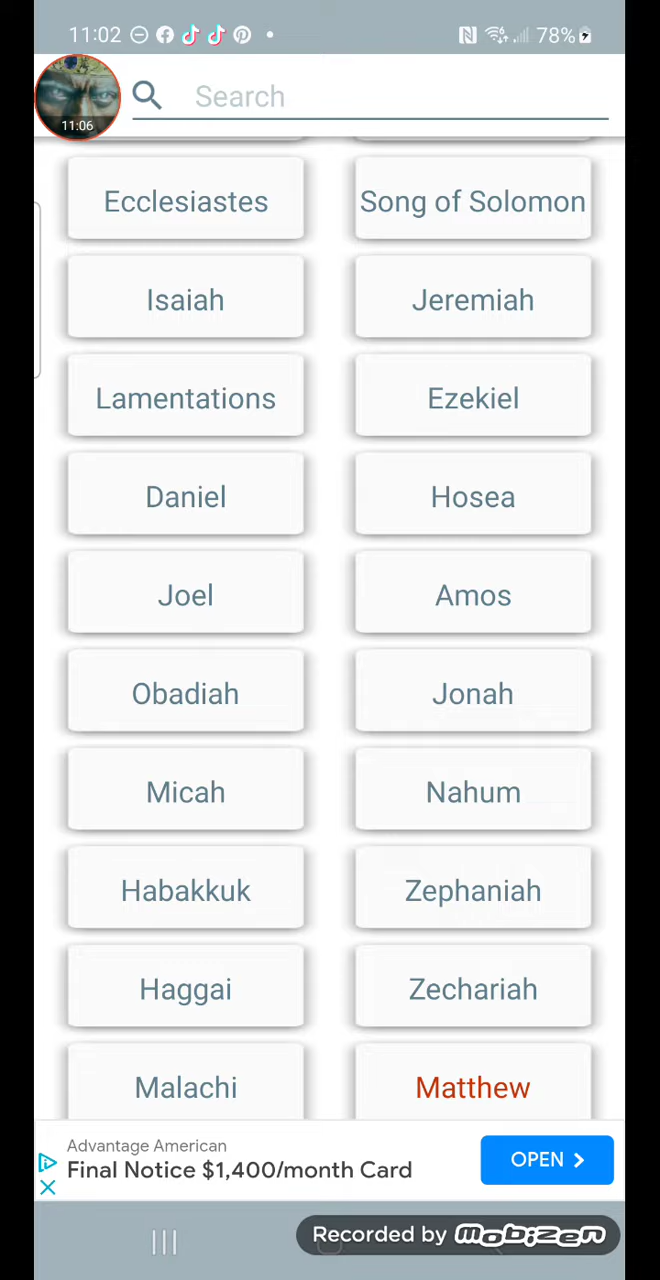 11:02
78%
11:06
Search
Ecclesiastes
Song of Solomon
Isaiah
Jeremiah
Lamentations
Ezekiel
Daniel
Hosea
Joel
Amos
Obadiah
Jonah
Micah
Nahum
Habakkuk
Zephaniah
Haggai
Zechariah
Malachi
Matthew
Advantage American
Final Notice $1,400/month Card
OPEN
Recorded by mobizen